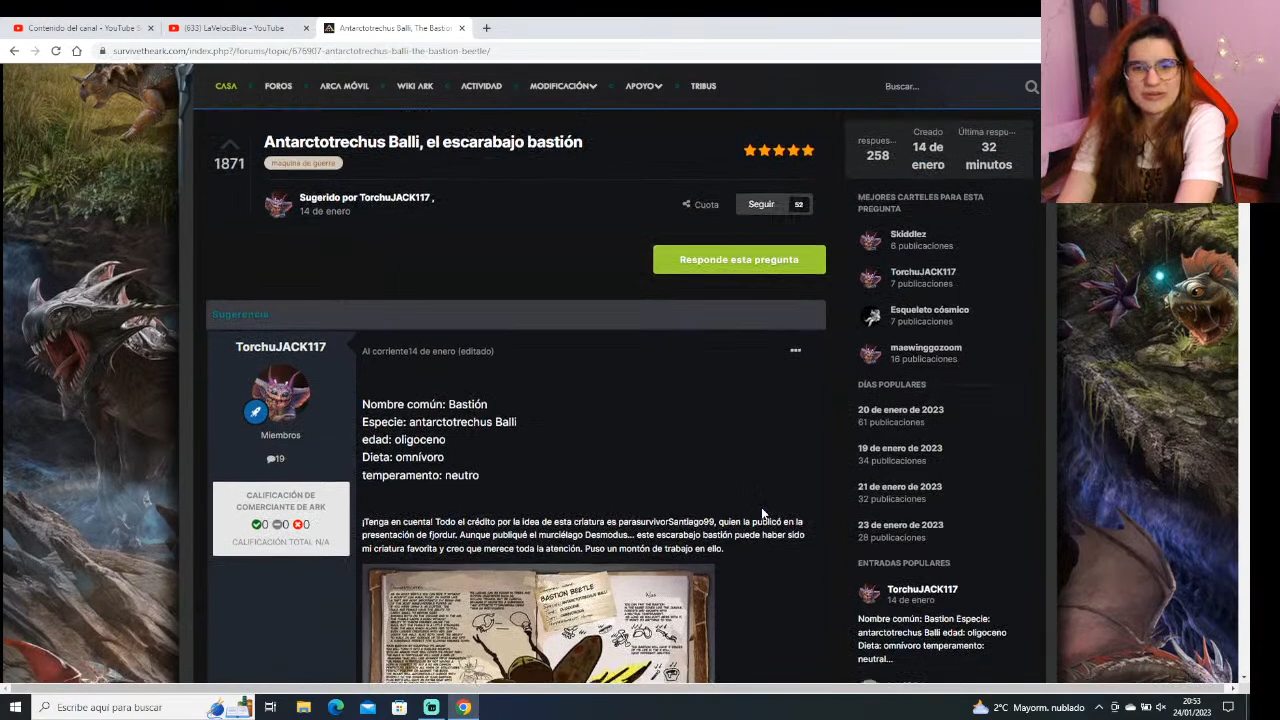 Contenido del canal - YouTube S
(633) LaVelociBlue - YouTube
Antarctotrechus Balli, The Bastion
survivetheark.com/index.php?/forums/topic/676907-antarctotrechus-balli-the-bastion-beetle/
CASA FOROS ARCA MÓVIL WIKI ARK ACTIVIDAD MODIFICACIÓN APOYO TRIBUS Buscar...
1871
Antarctotrechus Balli, el escarabajo bastión
maquina de guerra
Sugerido por TorchuJACK117 ,
14 de enero
Cuota
Seguir 52
Responde esta pregunta
respues...
258
Creado
14 de
enero
Última respu...
32
minutos
MEJORES CARTELES PARA ESTA
PREGUNTA
Skiddlez
6 publicaciones
TorchuJACK117
7 publicaciones
Esqueleto cósmico
7 publicaciones
maewinggozoom
16 publicaciones
DÍAS POPULARES
20 de enero de 2023
61 publicaciones
19 de enero de 2023
34 publicaciones
21 de enero de 2023
32 publicaciones
23 de enero de 2023
28 publicaciones
ENTRADAS POPULARES
TorchuJACK117
14 de enero
Nombre común: Bastion Especie:
antarctotrechus Balli edad: oligoceno
Dieta: omnívoro temperamento:
neutral...
Sugerencia
TorchuJACK117
Miembros
19
CALIFICACIÓN DE
COMERCIANTE DE ARK
0 0 0
CALIFICACIÓN TOTAL N/A
Al corriente14 de enero (editado)
Nombre común: Bastión
Especie: antarctotrechus Balli
edad: oligoceno
Dieta: omnívoro
temperamento: neutro
¡Tenga en cuenta! Todo el crédito por la idea de esta criatura es parasurvivorSantIago99, quien la publicó en la
presentación de fjordur. Aunque publiqué el murciélago Desmodus... este escarabajo bastión puede haber sido
mi criatura favorita y creo que merece toda la atención. Puso un montón de trabajo en ello.
BASTION BEETLE
Escribe aquí para buscar
2°C Mayorm. nublado
20:53
24/01/2023